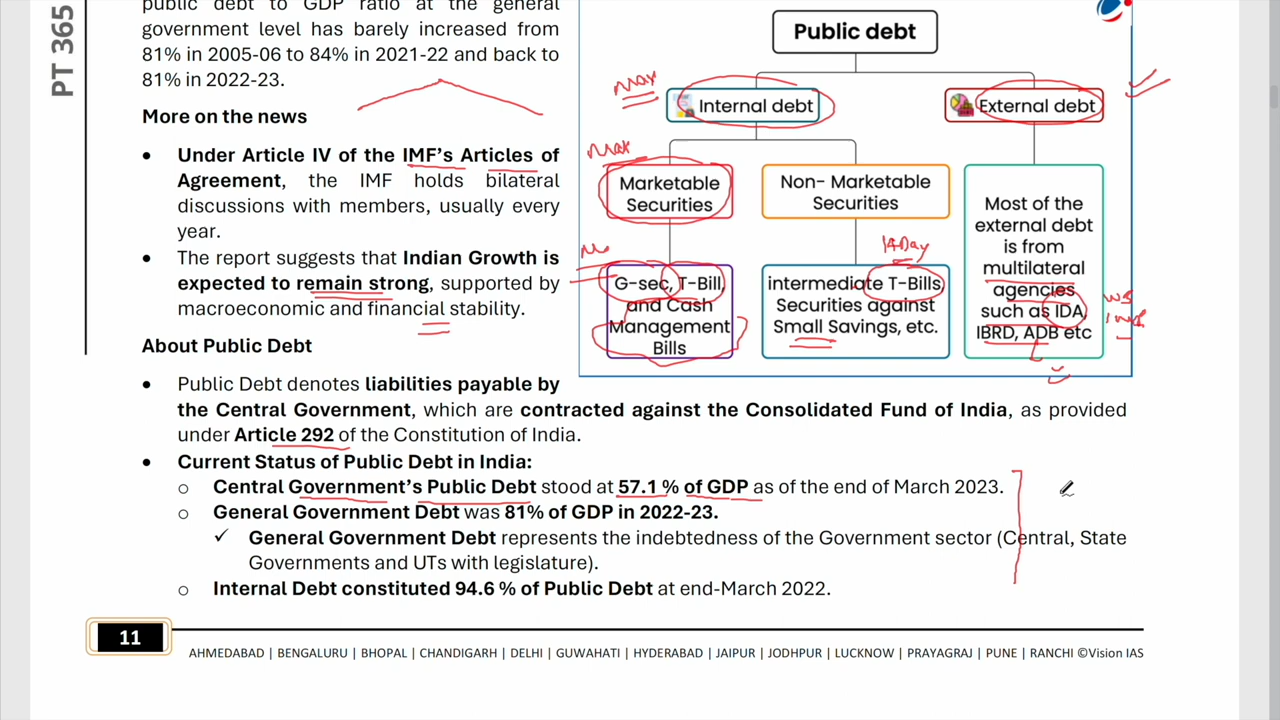 PT 365
public debt to GDP ratio at the general
government level has barely increased from
81% in 2005-06 to 84% in 2021-22 and back to
81% in 2022-23.
More on the news
• Under Article IV of the IMF's Articles of
Agreement, the IMF holds bilateral
discussions with members, usually every
year.
• The report suggests that Indian Growth is
expected to remain strong, supported by
macroeconomic and financial stability.
Public debt
Max
Internal debt
External debt
Max
Marketable
Securities
Non- Marketable
Securities
14Day
G-sec, T-Bill,
and Cash
Management
Bills
intermediate T-Bills,
Securities against
Small Savings, etc.
Most of the
external debt
is from
multilateral
agencies
such as IDA,
IBRD, ADB etc
About Public Debt
• Public Debt denotes liabilities payable by
the Central Government, which are contracted against the Consolidated Fund of India, as provided
under Article 292 of the Constitution of India.
• Current Status of Public Debt in India:
○ Central Government's Public Debt stood at 57.1 % of GDP as of the end of March 2023.
○ General Government Debt was 81% of GDP in 2022-23.
✓ General Government Debt represents the indebtedness of the Government sector (Central, State
Governments and UTs with legislature).
○ Internal Debt constituted 94.6 % of Public Debt at end-March 2022.
11
AHMEDABAD | BENGALURU | BHOPAL | CHANDIGARH | DELHI | GUWAHATI | HYDERABAD | JAIPUR | JODHPUR | LUCKNOW | PRAYAGRAJ | PUNE | RANCHI ©Vision IAS